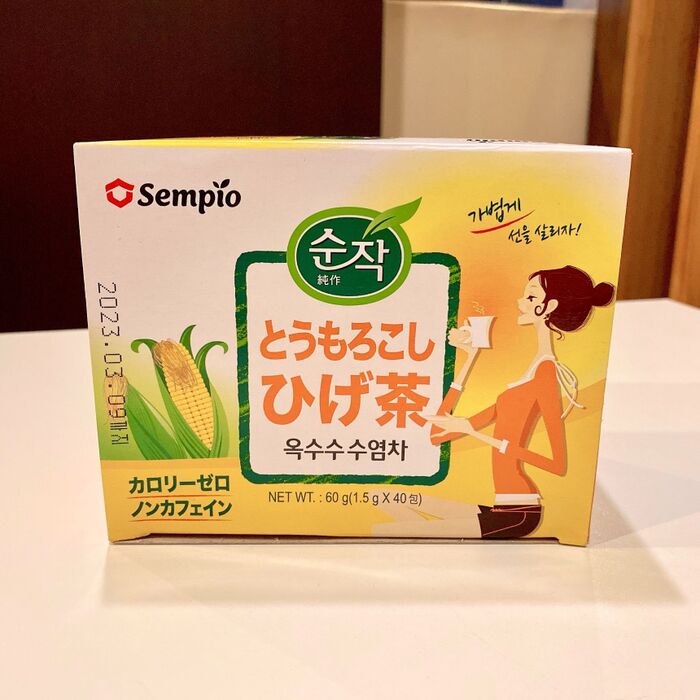 Sempio
순작
純作
가볍게
선을 살리자!
とうもろこし
ひげ茶
옥수수 수염차
2023.03.09까지
カロリーゼロ
ノンカフェイン
NET WT. : 60 g(1.5 g X 40包)